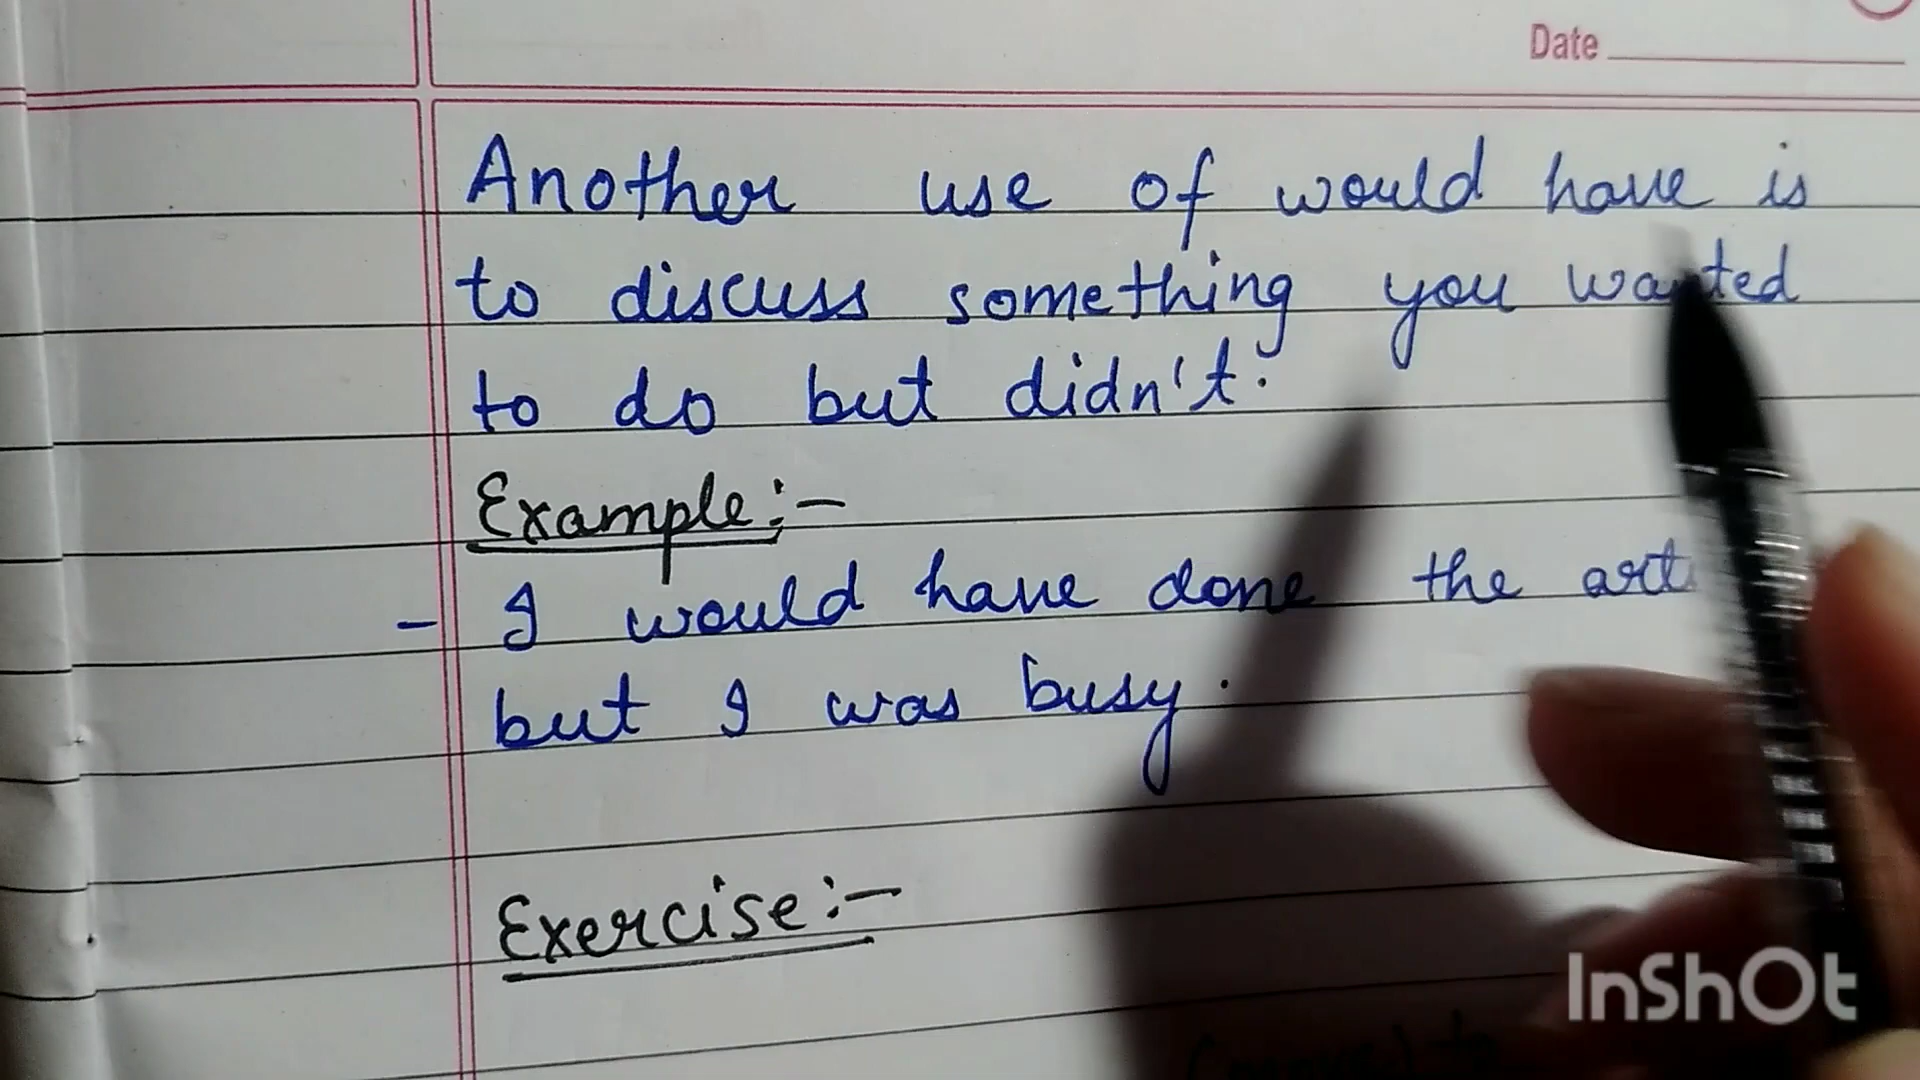 Date
Another use of would have is
to discuss something you wanted
to do but didn't.
Example:-
- I would have done the art
but I was busy.
Exercise:-
InShOt